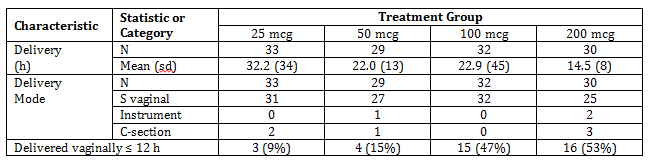 Characteristic Statistic or Category Treatment Group
25 mcg 50 mcg 100 mcg 200 mcg
Delivery (h) N 33 29 32 30
Mean (sd) 32.2 (34) 22.0 (13) 22.9 (45) 14.5 (8)
Delivery Mode N 33 29 32 30
S vaginal 31 27 32 25
Instrument 0 1 0 2
C-section 2 1 0 3
Delivered vaginally ≤ 12 h 3 (9%) 4 (15%) 15 (47%) 16 (53%)